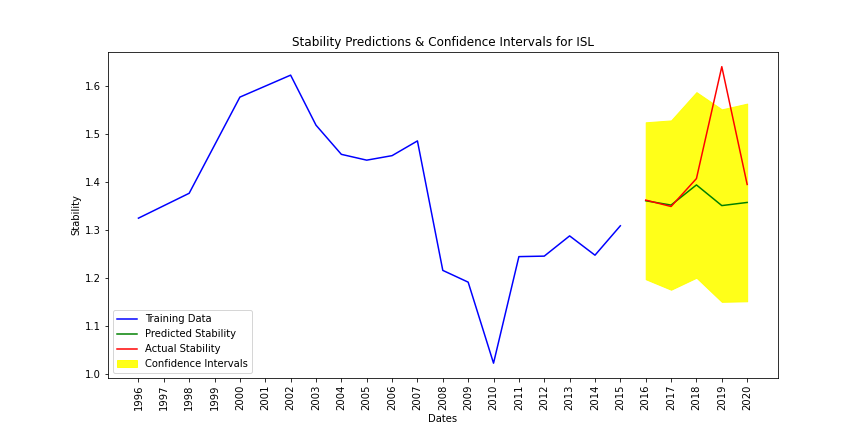 Stability Predictions & Confidence Intervals for ISL
Stability
1.6
1.5
1.4
1.3
1.2
1.1
1.0
Training Data
Predicted Stability
Actual Stability
Confidence Intervals
1996 1997 1998 1999 2000 2001 2002 2003 2004 2005 2006 2007 2008 2009 2010 2011 2012 2013 2014 2015 2016 2017 2018 2019 2020
Dates